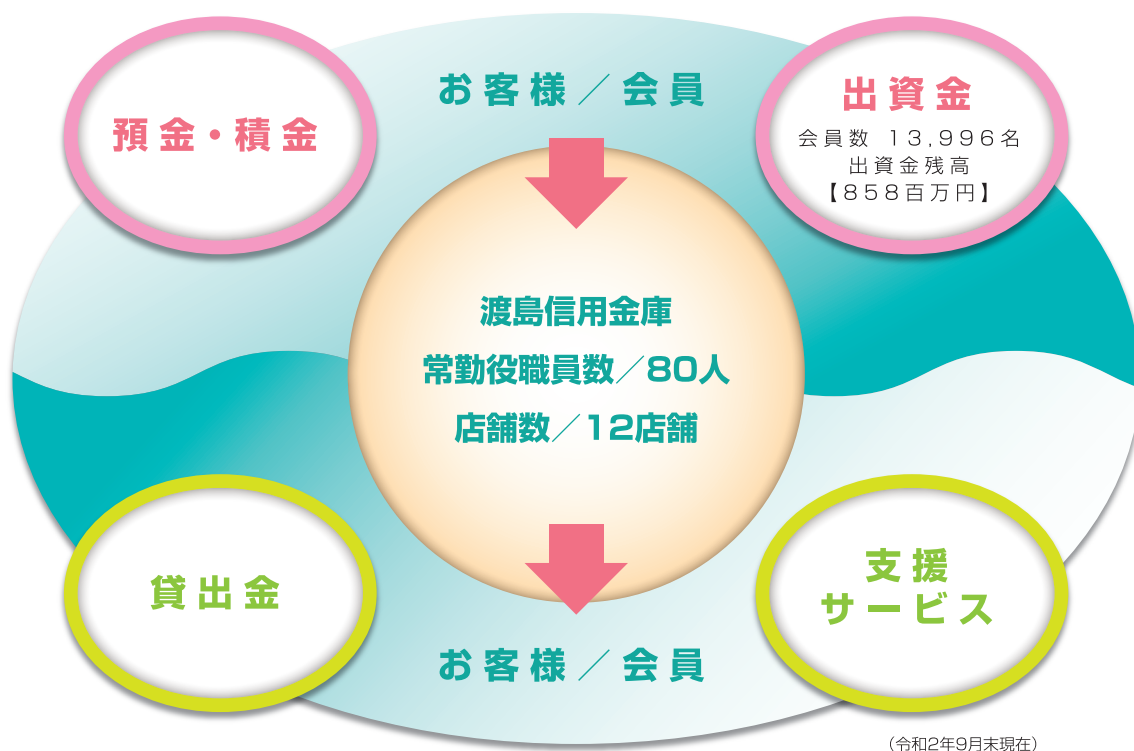 お客様／会員
預金・積金
出資金
会員数 13,996名
出資金残高
【858百万円】
渡島信用金庫
常勤役職員数／80人
店舗数／12店舗
貸出金
支援
サービス
お客様／会員
（令和2年9月末現在）